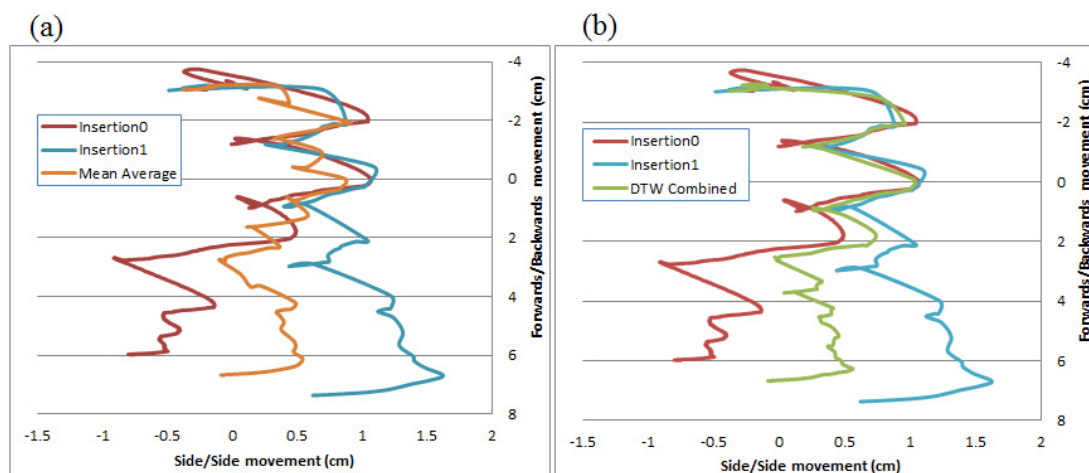 (a)
Insertion0
Insertion1
Mean Average
-4
-2
0
2
4
6
8
Forwards/Backwards movement (cm)
-1.5 -1 -0.5 0 0.5 1 1.5 2
Side/Side movement (cm)
(b)
Insertion0
Insertion1
DTW Combined
-4
-2
0
2
4
6
8
Forwards/Backwards movement (cm)
-1.5 -1 -0.5 0 0.5 1 1.5 2
Side/Side movement (cm)